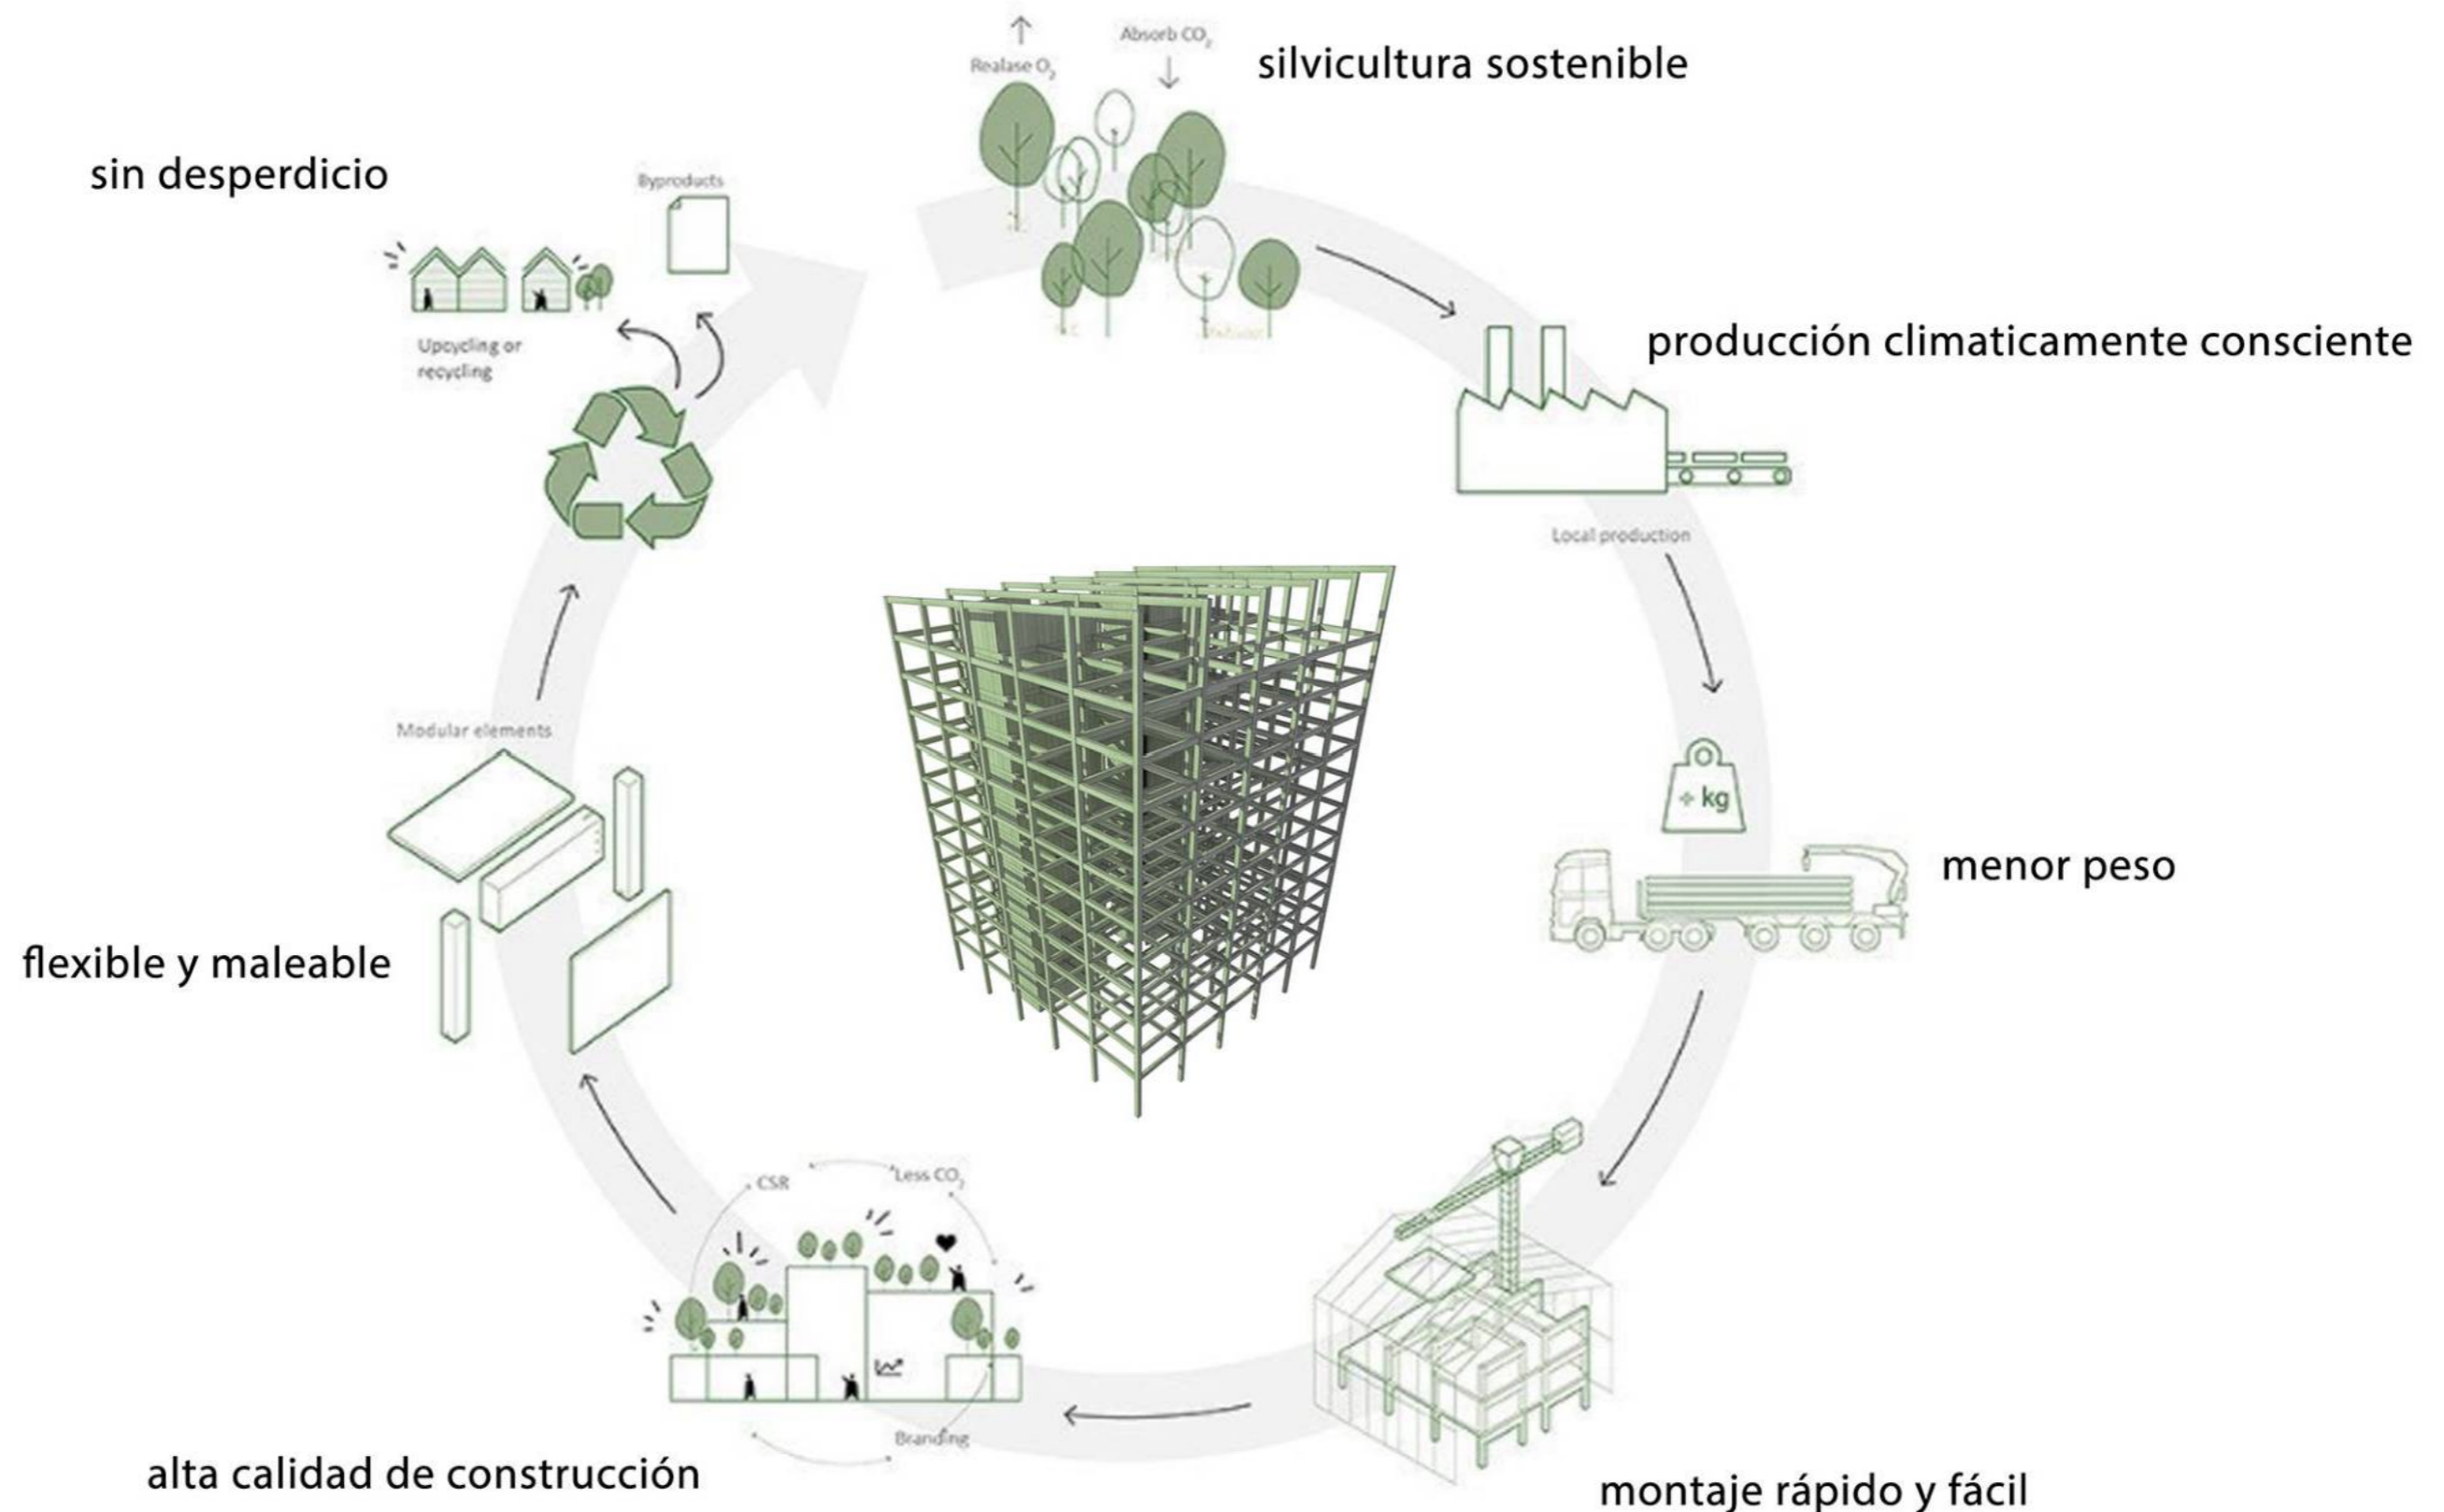 Realase O₂
Absorb CO₂
silvicultura sostenible
producción climaticamente consciente
Local production
÷ kg
menor peso
montaje rápido y fácil
CSR
Less CO₂
Branding
alta calidad de construcción
Modular elements
flexible y maleable
sin desperdicio
Byproducts
Upcycling or
recycling